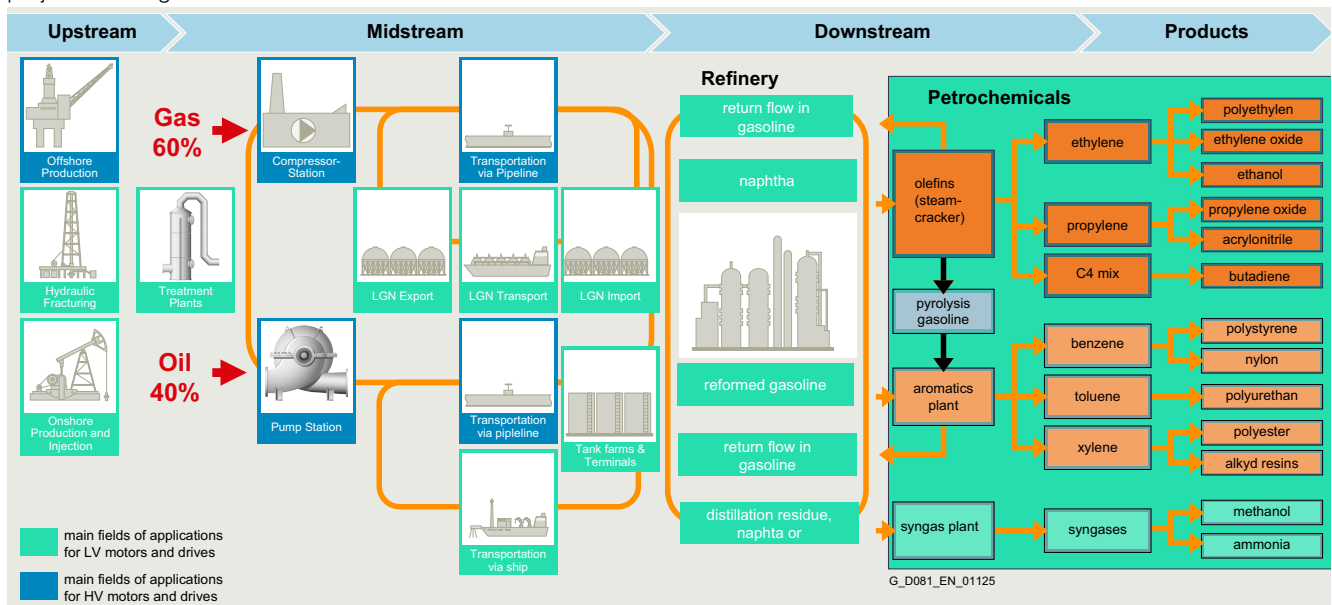 Upstream
Midstream
Downstream
Products
Offshore
Production
Hydraulic
Fracturing
Onshore
Production and
Injection
Treatment
Plants
Gas
60%
Oil
40%
Compressor-
Station
Transportation
via Pipeline
LGN Export
LGN Transport
LGN Import
Pump Station
Transportation
via pipleline
Tank farms &
Terminals
Transportation
via ship
Refinery
return flow in
gasoline
naphtha
reformed gasoline
return flow in
gasoline
distillation residue,
naphta or
Petrochemicals
olefins
(steam-
cracker)
pyrolysis
gasoline
aromatics
plant
syngas plant
ethylene
propylene
C4 mix
benzene
toluene
xylene
syngases
polyethylen
ethylene oxide
ethanol
propylene oxide
acrylonitrile
butadiene
polystyrene
nylon
polyurethan
polyester
alkyd resins
methanol
ammonia
main fields of applications
for LV motors and drives
main fields of applications
for HV motors and drives
G_D081_EN_01125